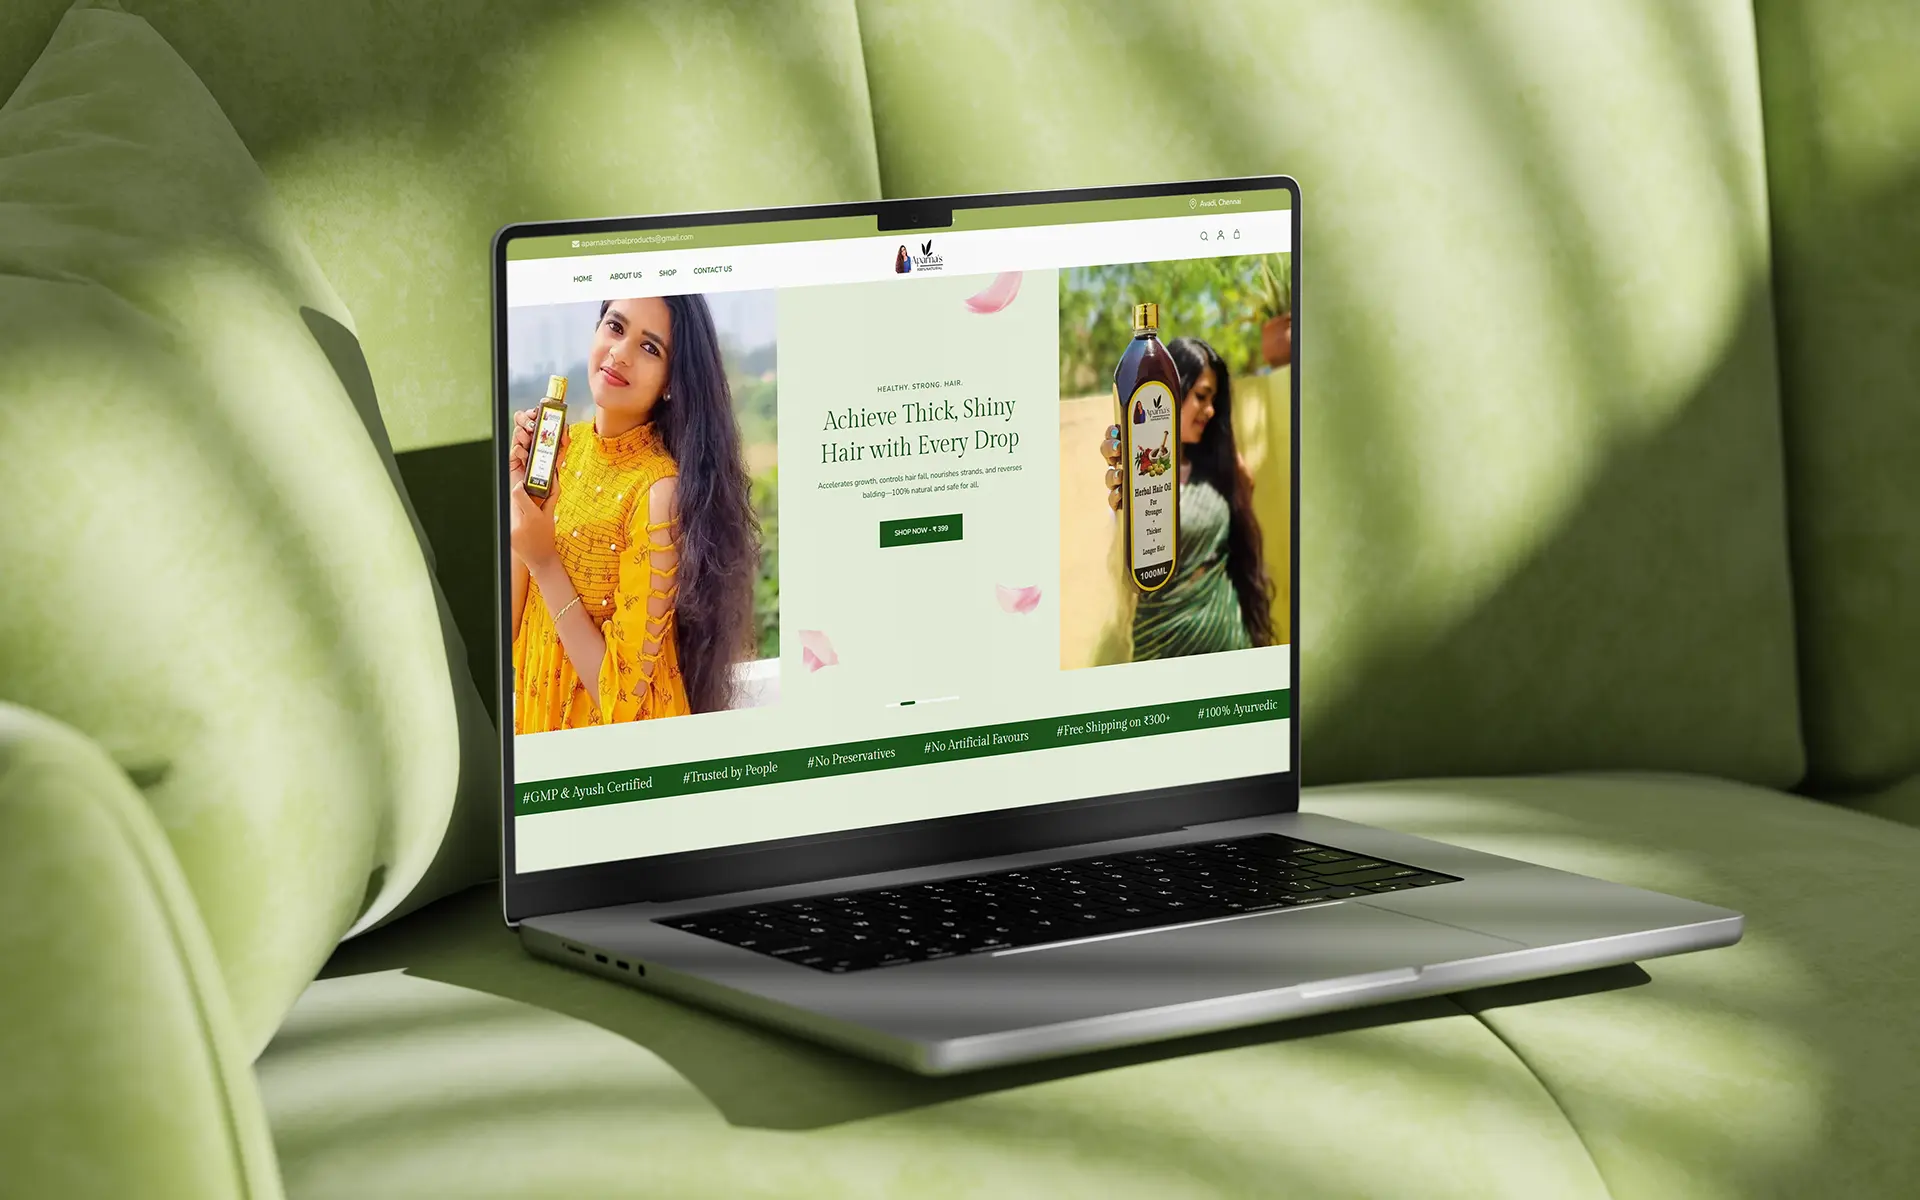 aparnasherbalproducts@gmail.com
Avadi, Chennai
HOME ABOUT US SHOP CONTACT US
Aparna's
100% NATURAL
HEALTHY. STRONG. HAIR.
Achieve Thick, Shiny
Hair with Every Drop
Accelerates growth, controls hair fall, nourishes strands, and reverses
balding—100% natural and safe for all.
SHOP NOW - ₹ 399
Aparna's
Herbal Hair Oil
For
Stronger
+
Thicker
+
Longer Hair
1000ML
#GMP & Ayush Certified #Trusted by People #No Preservatives #No Artificial Favours #Free Shipping on ₹300+ #100% Ayurvedic